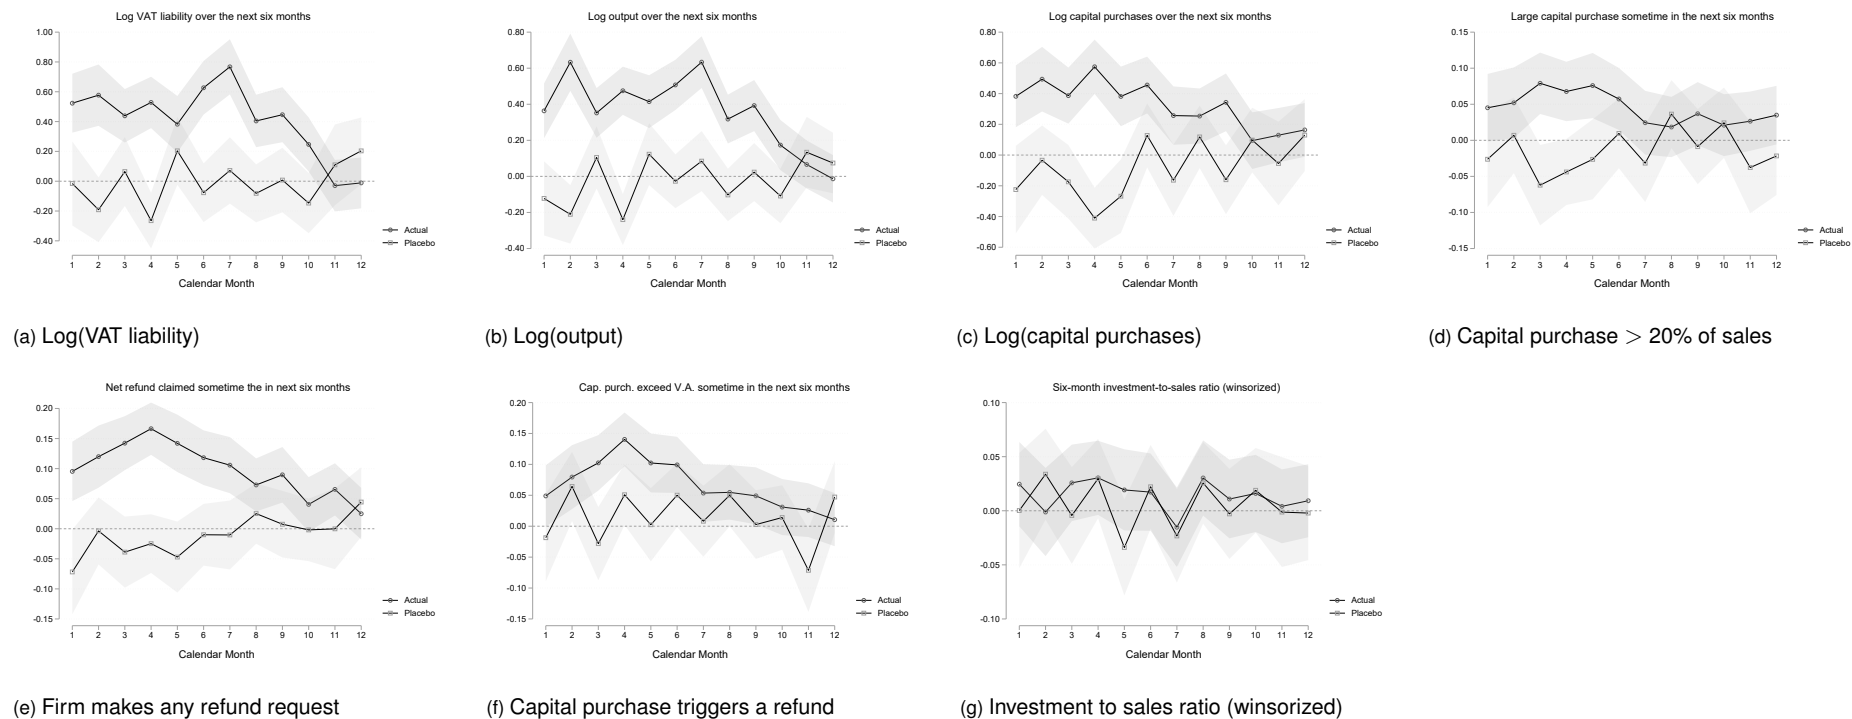 Log VAT liability over the next six months
1.00
0.80
0.60
0.40
0.20
0.00
-0.20
-0.40
1 2 3 4 5 6 7 8 9 10 11 12
Calendar Month
Actual
Placebo
(a) Log(VAT liability)
Log output over the next six months
0.80
0.60
0.40
0.20
0.00
-0.20
-0.40
1 2 3 4 5 6 7 8 9 10 11 12
Calendar Month
Actual
Placebo
(b) Log(output)
Log capital purchases over the next six months
0.80
0.60
0.40
0.20
0.00
-0.20
-0.40
-0.60
1 2 3 4 5 6 7 8 9 10 11 12
Calendar Month
Actual
Placebo
(c) Log(capital purchases)
Large capital purchase sometime in the next six months
0.15
0.10
0.05
0.00
-0.05
-0.10
-0.15
1 2 3 4 5 6 7 8 9 10 11 12
Calendar Month
Actual
Placebo
(d) Capital purchase > 20% of sales
Net refund claimed sometime the in next six months
0.20
0.15
0.10
0.05
0.00
-0.05
-0.10
-0.15
1 2 3 4 5 6 7 8 9 10 11 12
Calendar Month
Actual
Placebo
(e) Firm makes any refund request
Cap. purch. exceed V.A. sometime in the next six months
0.20
0.15
0.10
0.05
0.00
-0.05
-0.10
-0.15
1 2 3 4 5 6 7 8 9 10 11 12
Calendar Month
Actual
Placebo
(f) Capital purchase triggers a refund
Six-month investment-to-sales ratio (winsorized)
0.10
0.05
0.00
-0.05
-0.10
1 2 3 4 5 6 7 8 9 10 11 12
Calendar Month
Actual
Placebo
(g) Investment to sales ratio (winsorized)